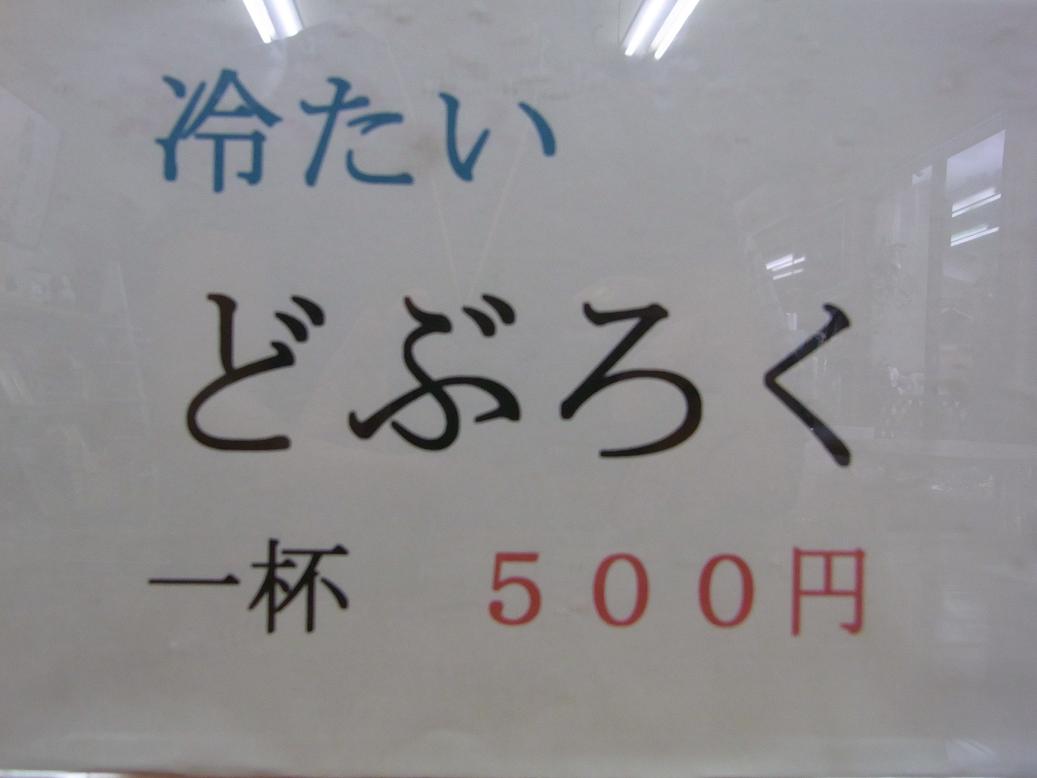 冷たい
どぶろく
一杯　５００円